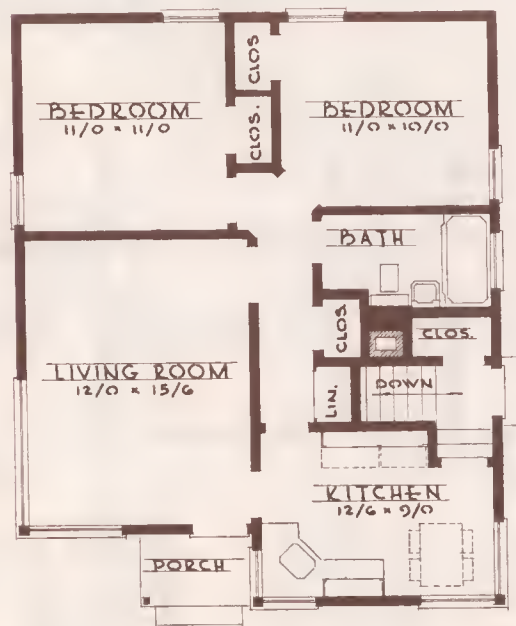 CLOS
BEDROOM
11/0 × 11/0
BEDROOM
11/0 × 10/0
CLOS.
BATH
CLOS.
CLOS.
LIVING ROOM
12/0 × 15/6
DOWN
LIN.
KITCHEN
12/6 × 9/0
PORCH